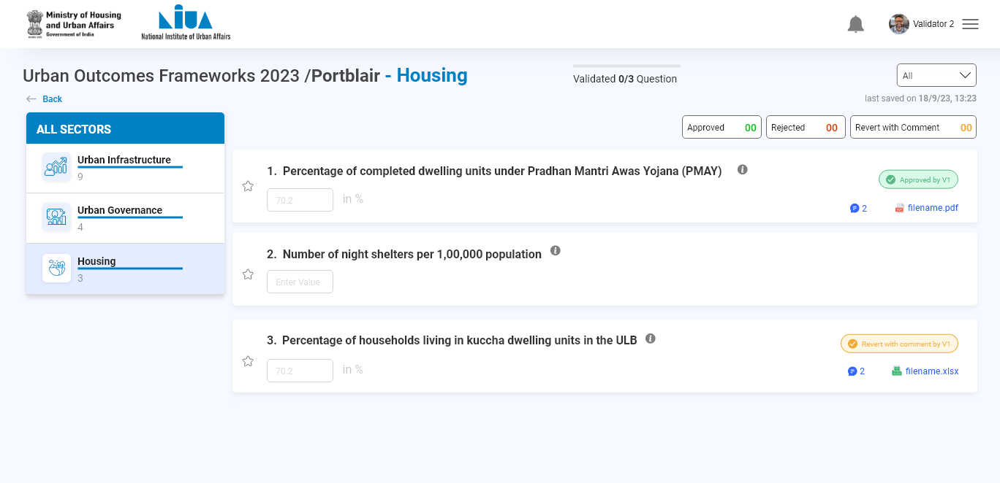 Ministry of Housing
and Urban Affairs
Government of India
NIUA
National Institute of Urban Affairs
Validator 2
Urban Outcomes Frameworks 2023 /Portblair - Housing
Validated 0/3 Question
All
Back
last saved on 18/9/23, 13:23
ALL SECTORS
Approved 00
Rejected 00
Revert with Comment 00
Urban Infrastructure
9
Urban Governance
4
Housing
3
1. Percentage of completed dwelling units under Pradhan Mantri Awas Yojana (PMAY)
Approved by V1
70.2 in %
2 filename.pdf
2. Number of night shelters per 1,00,000 population
Enter Value
3. Percentage of households living in kuccha dwelling units in the ULB
Revert with comment by V1
70.2 in %
2 filename.xlsx